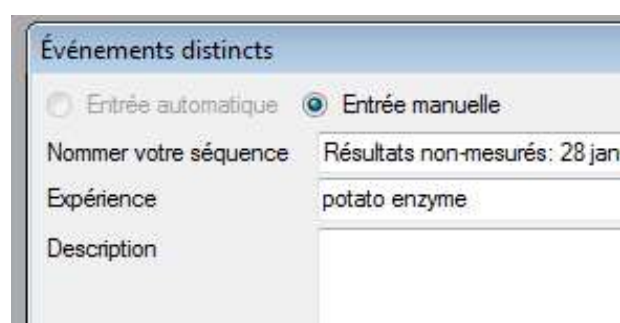 Événements distincts
Entrée automatique Entrée manuelle
Nommer votre séquence Résultats non-mesurés: 28 jan
Expérience potato enzyme
Description